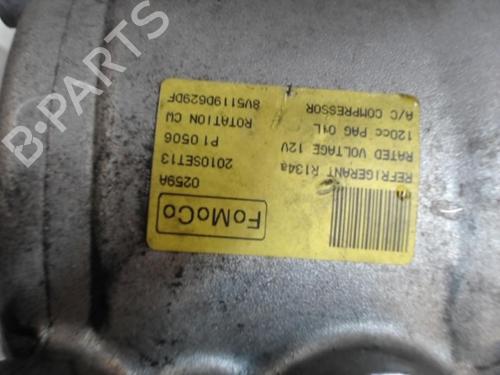 A/C COMPRESSOR
8V5119D629DF
120cc PAG OIL
ROTATION CW
RATED VOLTAGE 12V
P1 0506
REFRIGERANT R134a
2010SET13
0259A
FoMoCo
B-PARTS